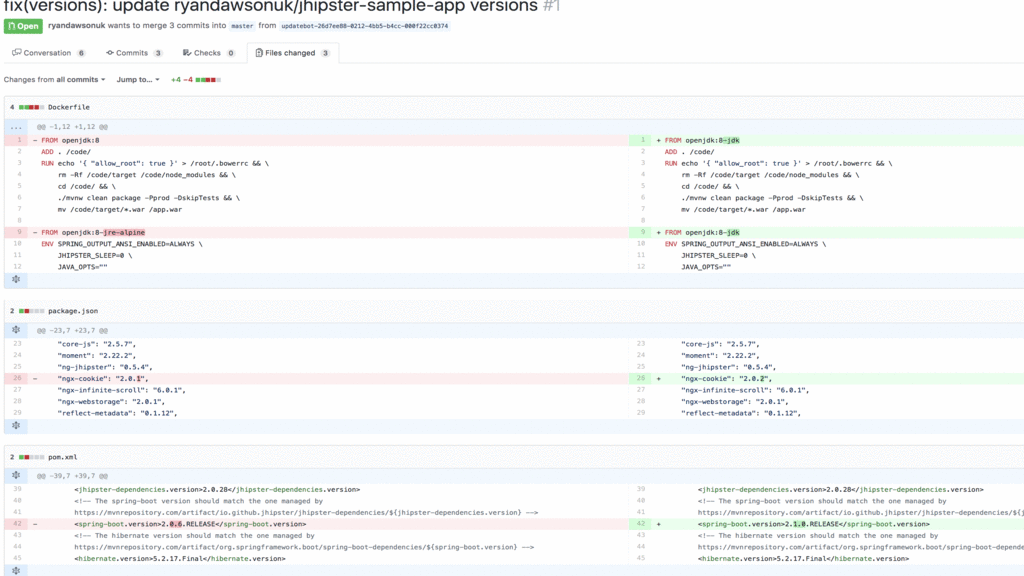 fix(versions): update ryandawsonuk/jhipster-sample-app versions #1
Open ryandawsonuk wants to merge 3 commits into master from updatebot-26d7ee88-0212-4bb5-b4cc-000f22cc0374
Conversation 6 Commits 3 Checks 0 Files changed 3
Changes from all commits Jump to... +4 −4
4 Dockerfile
... @@ -1,12 +1,12 @@
1 - FROM openjdk:8 1 + FROM openjdk:8-jdk
2 ADD . /code/ 2 ADD . /code/
3 RUN echo '{ "allow_root": true }' > /root/.bowerrc && \ 3 RUN echo '{ "allow_root": true }' > /root/.bowerrc && \
4 rm -Rf /code/target /code/node_modules && \ 4 rm -Rf /code/target /code/node_modules && \
5 cd /code/ && \ 5 cd /code/ && \
6 ./mvnw clean package -Pprod -DskipTests && \ 6 ./mvnw clean package -Pprod -DskipTests && \
7 mv /code/target/*.war /app.war 7 mv /code/target/*.war /app.war
8 8
9 - FROM openjdk:8-jre-alpine 9 + FROM openjdk:8-jdk
10 ENV SPRING_OUTPUT_ANSI_ENABLED=ALWAYS \ 10 ENV SPRING_OUTPUT_ANSI_ENABLED=ALWAYS \
11 JHIPSTER_SLEEP=0 \ 11 JHIPSTER_SLEEP=0 \
12 JAVA_OPTS="" 12 JAVA_OPTS=""
2 package.json
@@ -23,7 +23,7 @@
23 "core-js": "2.5.7", 23 "core-js": "2.5.7",
24 "moment": "2.22.2", 24 "moment": "2.22.2",
25 "ng-jhipster": "0.5.4", 25 "ng-jhipster": "0.5.4",
26 - "ngx-cookie": "2.0.1", 26 + "ngx-cookie": "2.0.2",
27 "ngx-infinite-scroll": "6.0.1", 27 "ngx-infinite-scroll": "6.0.1",
28 "ngx-webstorage": "2.0.1", 28 "ngx-webstorage": "2.0.1",
29 "reflect-metadata": "0.1.12", 29 "reflect-metadata": "0.1.12",
2 pom.xml
@@ -39,7 +39,7 @@
39 <jhipster-dependencies.version>2.0.28</jhipster-dependencies.version> 39 <jhipster-dependencies.version>2.0.28</jhipster-dependencies.version>
40 <!-- The spring-boot version should match the one managed by 40 <!-- The spring-boot version should match the one managed by
41 https://mvnrepository.com/artifact/io.github.jhipster/jhipster-dependencies/${jhipster-dependencies.version} --> 41 https://mvnrepository.com/artifact/io.github.jhipster/jhipster-dependencies/${j
42 - <spring-boot.version>2.0.6.RELEASE</spring-boot.version> 42 + <spring-boot.version>2.1.0.RELEASE</spring-boot.version>
43 <!-- The hibernate version should match the one managed by 43 <!-- The hibernate version should match the one managed by
44 https://mvnrepository.com/artifact/org.springframework.boot/spring-boot-dependencies/${spring-boot.version} --> 44 https://mvnrepository.com/artifact/org.springframework.boot/spring-boot-depende
45 <hibernate.version>5.2.17.Final</hibernate.version> 45 <hibernate.version>5.2.17.Final</hibernate.version>